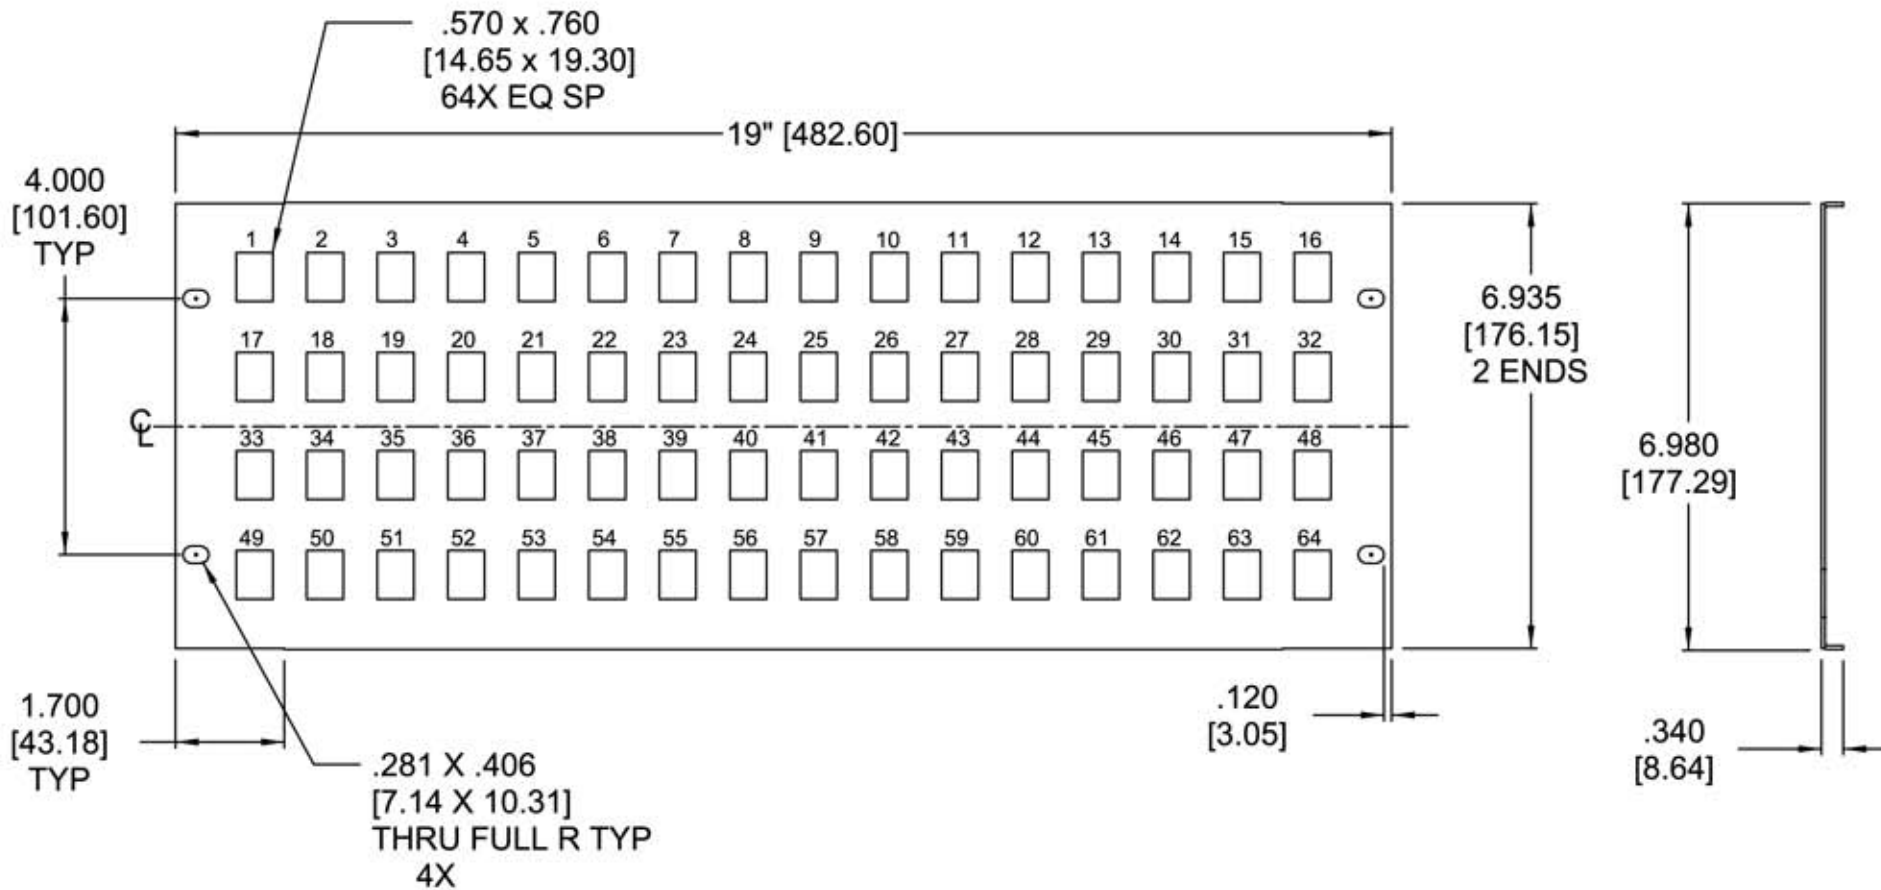 .570 x .760
[14.65 x 19.30]
64X EQ SP
19" [482.60]
4.000
[101.60]
TYP
1 2 3 4 5 6 7 8 9 10 11 12 13 14 15 16
17 18 19 20 21 22 23 24 25 26 27 28 29 30 31 32
6.935
[176.15]
2 ENDS
℄
33 34 35 36 37 38 39 40 41 42 43 44 45 46 47 48
6.980
[177.29]
49 50 51 52 53 54 55 56 57 58 59 60 61 62 63 64
1.700
[43.18]
TYP
.281 X .406
[7.14 X 10.31]
THRU FULL R TYP
4X
.120
[3.05]
.340
[8.64]